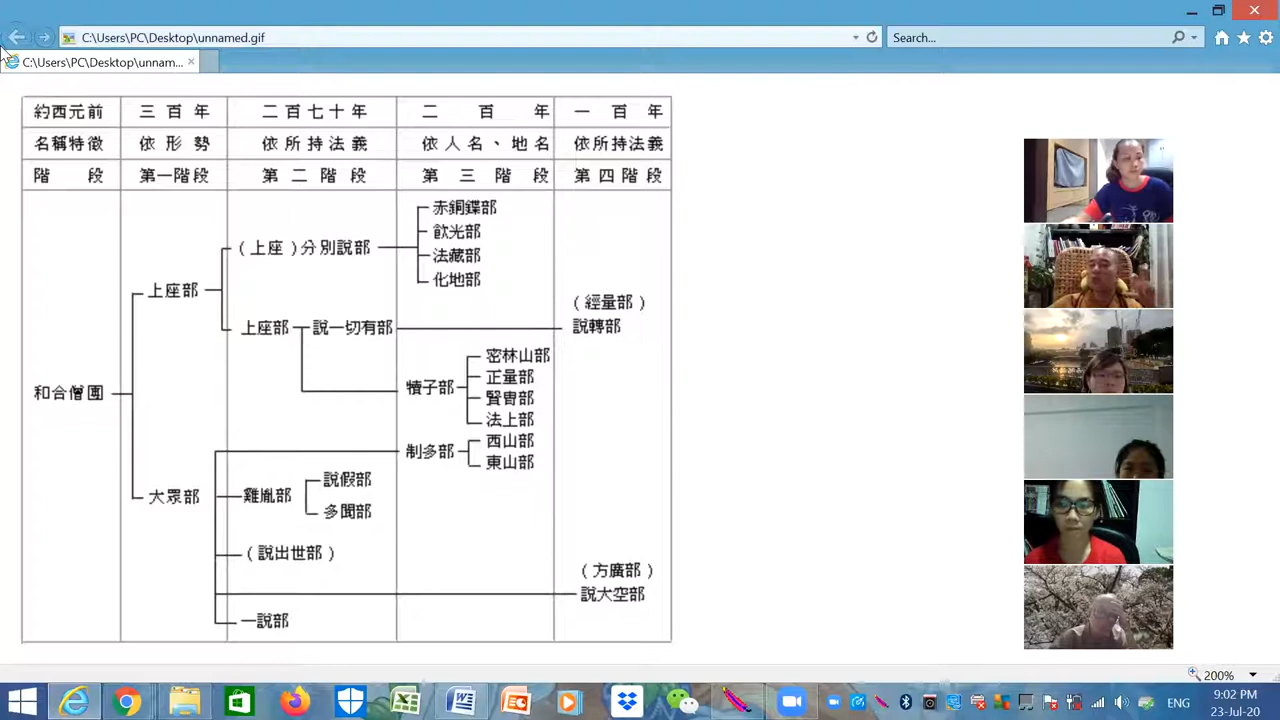 C:\Users\PC\Desktop\unnamed.gif
Search...
C:\Users\PC\Desktop\unnam...
約西元前 三百年 二百七十年 二百年 一百年
名稱特徵 依形勢 依所持法義 依人名、地名 依所持法義
階段 第一階段 第二階段 第三階段 第四階段
赤銅鍱部
(上座)分別說部
飲光部
法藏部
化地部
上座部
(經量部)
上座部 說一切有部
說轉部
密林山部
正量部
犢子部
賢冑部
和合僧團
法上部
西山部
制多部
東山部
說假部
大眾部 雞胤部
多聞部
(說出世部)
(方廣部)
說大空部
一說部
200%
ENG
9:02 PM
23-Jul-20